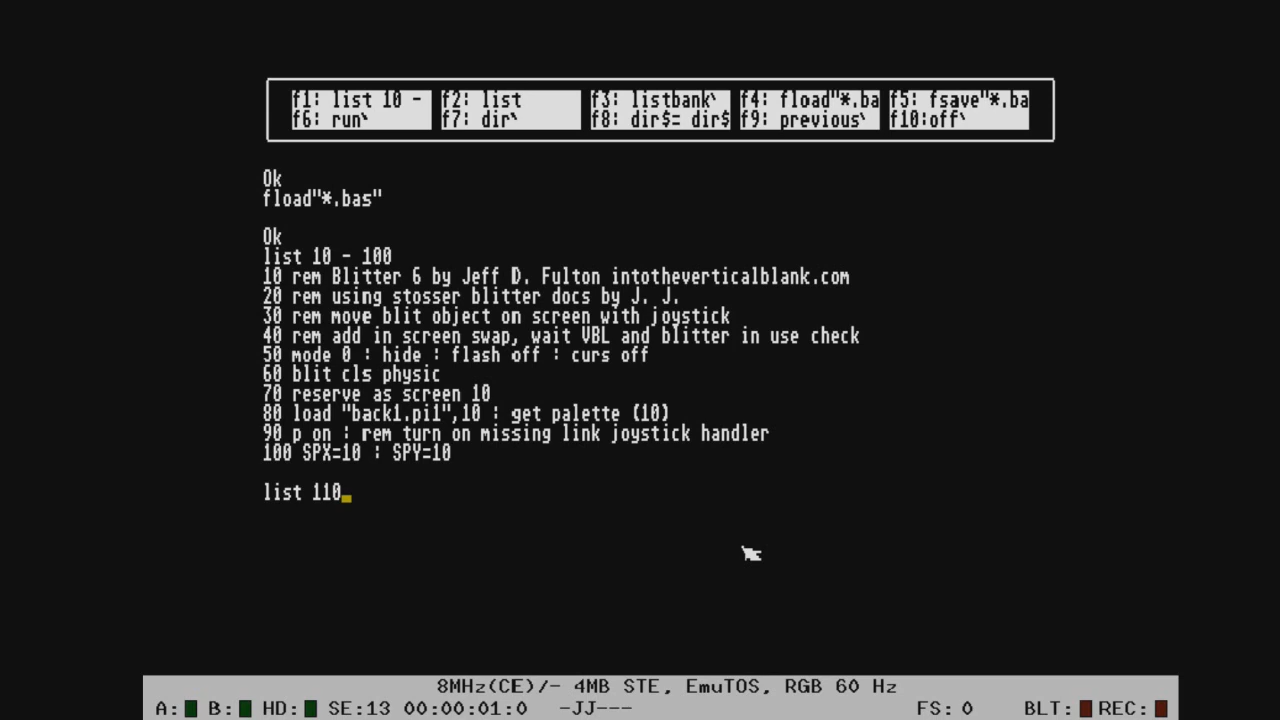 f1: list 10 - f2: list f3: listbank` f4: fload"*.ba f5: fsave"*.ba
f6: run` f7: dir` f8: dir$= dir$ f9: previous` f10:off`
Ok
fload"*.bas"
Ok
list 10 - 100
10 rem Blitter 6 by Jeff D. Fulton intotheverticalblank.com
20 rem using stosser blitter docs by J. J.
30 rem move blit object on screen with joystick
40 rem add in screen swap, wait VBL and blitter in use check
50 mode 0 : hide : flash off : curs off
60 blit cls physic
70 reserve as screen 10
80 load "back1.pi1",10 : get palette (10)
90 p on : rem turn on missing link joystick handler
100 SPX=10 : SPY=10
list 110
8MHz(CE)/- 4MB STE, EmuTOS, RGB 60 Hz
A: B: HD: SE:13 00:00:01:0 -JJ--- FS: 0 BLT: REC: